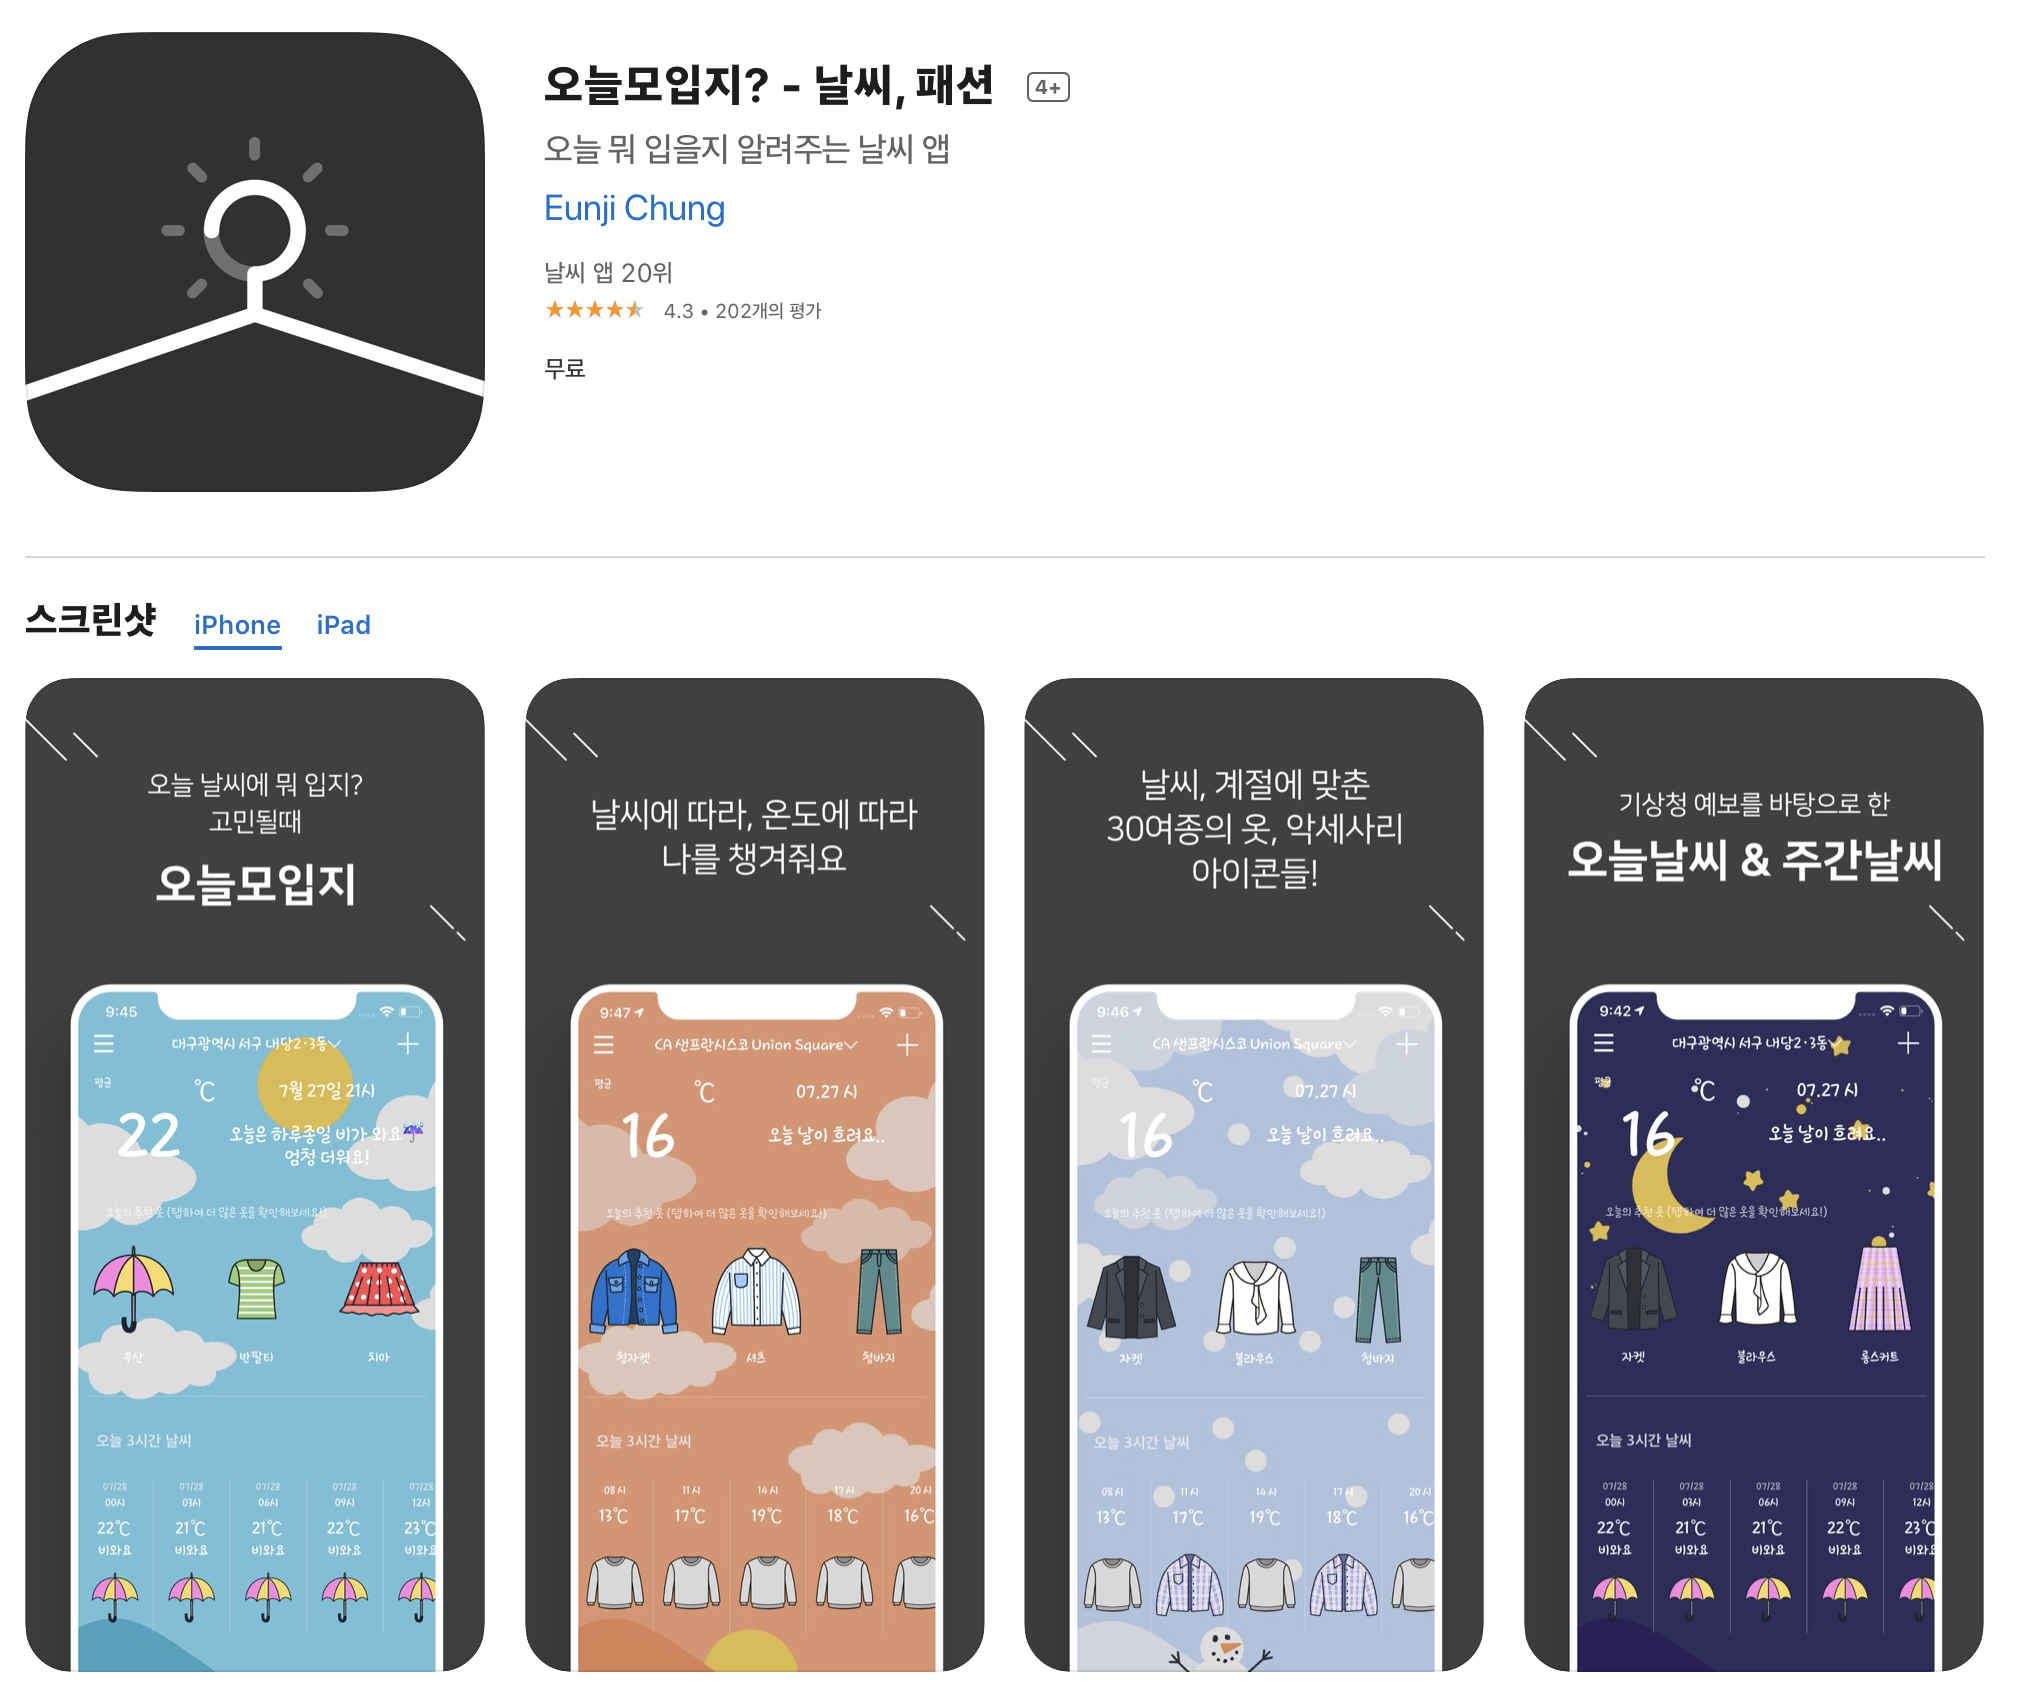 오늘모입지? - 날씨, 패션 4+
오늘 뭐 입을지 알려주는 날씨 앱
Eunji Chung
날씨 앱 20위
4.3 • 202개의 평가
무료
스크린샷 iPhone iPad
오늘 날씨에 뭐 입지?
고민될때
오늘모입지
9:45
대구광역시 서구 내당2·3동
평균 ℃ 7월 27일 21시
22
오늘은 하루종일 비가 와요☔
엄청 더워요!
오늘의 추천 옷 (탭하여 더 많은 옷을 확인해보세요!)
우산 반팔티 치마
오늘 3시간 날씨
07/28 07/28 07/28 07/28 07/28
00시 03시 06시 09시 12시
22℃ 21℃ 21℃ 22℃ 23℃
비와요 비와요 비와요 비와요 비와요
날씨에 따라, 온도에 따라
나를 챙겨줘요
9:47
CA 샌프란시스코 Union Square
평균 ℃ 07.27 시
16 오늘 날이 흐려요..
오늘의 추천 옷 (탭하여 더 많은 옷을 확인해보세요!)
청자켓 셔츠 청바지
오늘 3시간 날씨
08 시 11 시 14 시 17 시 20 시
13℃ 17℃ 19℃ 18℃ 16℃
날씨, 계절에 맞춘
30여종의 옷, 악세사리
아이콘들!
9:46
CA 샌프란시스코 Union Square
평균 ℃ 07.27 시
16 오늘 날이 흐려요..
오늘의 추천 옷 (탭하여 더 많은 옷을 확인해보세요!)
자켓 블라우스 청바지
오늘 3시간 날씨
08 시 11 시 14 시 17 시 20 시
13℃ 17℃ 19℃ 18℃ 16℃
기상청 예보를 바탕으로 한
오늘날씨 & 주간날씨
9:42
대구광역시 서구 내당2·3동
평균 ℃ 07.27 시
16 오늘 날이 흐려요..
오늘의 추천 옷 (탭하여 더 많은 옷을 확인해보세요!)
자켓 블라우스 롱스커트
오늘 3시간 날씨
07/28 07/28 07/28 07/28 07/28
00시 03시 06시 09시 12시
22℃ 21℃ 21℃ 22℃ 23℃
비와요 비와요 비와요 비와요 비와요